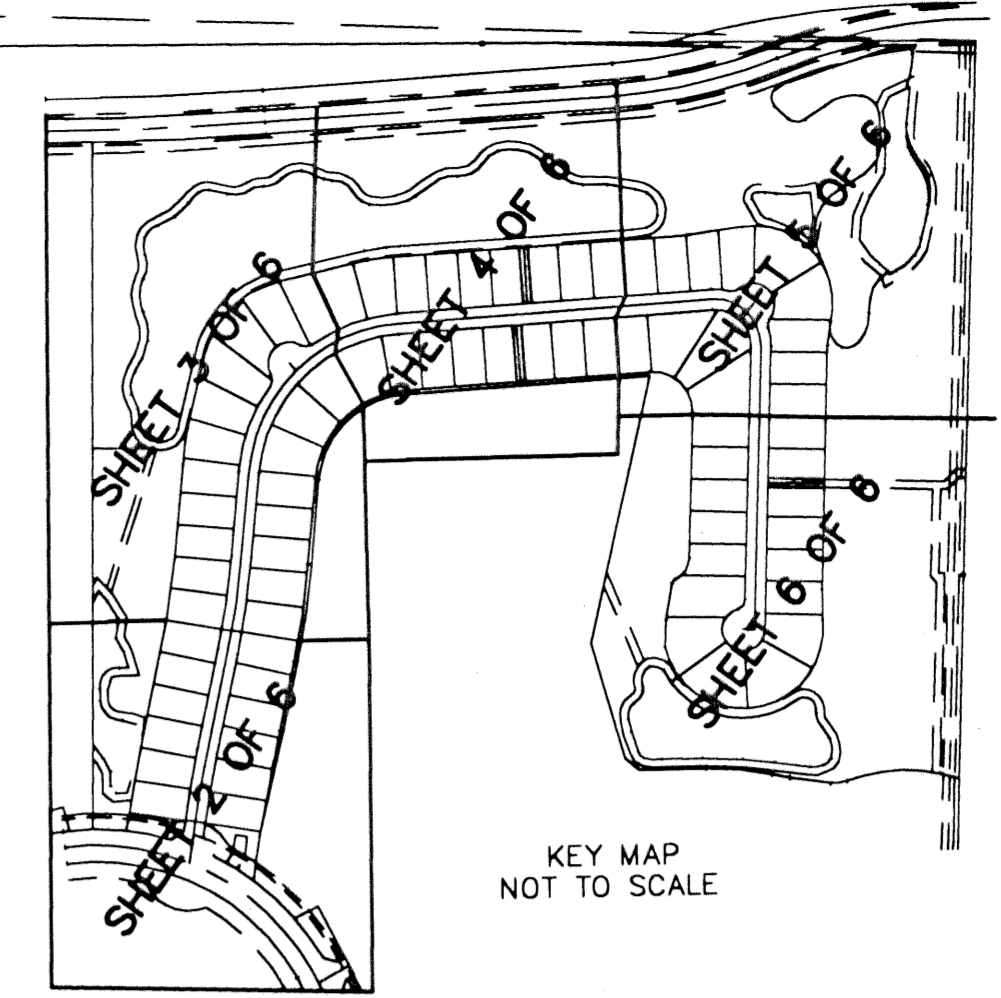 SHEET 3 OF 6
SHEET 4 OF 6
SHEET 5 OF 6
SHEET 6 OF 6
SHEET 2 OF 6
KEY MAP
NOT TO SCALE